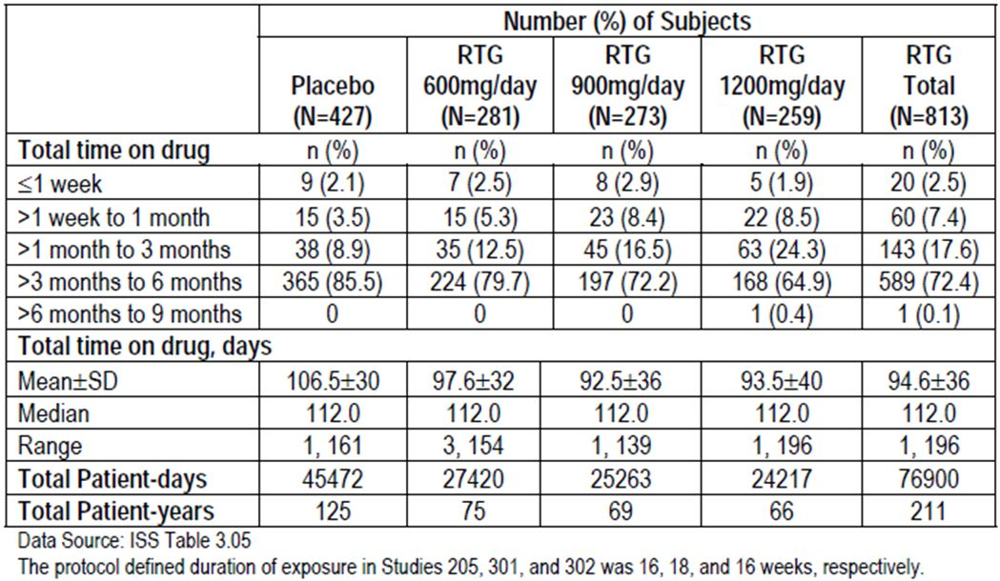 Number (%) of Subjects
Placebo (N=427) RTG 600mg/day (N=281) RTG 900mg/day (N=273) RTG 1200mg/day (N=259) RTG Total (N=813)
Total time on drug n (%) n (%) n (%) n (%) n (%)
≤1 week 9 (2.1) 7 (2.5) 8 (2.9) 5 (1.9) 20 (2.5)
>1 week to 1 month 15 (3.5) 15 (5.3) 23 (8.4) 22 (8.5) 60 (7.4)
>1 month to 3 months 38 (8.9) 35 (12.5) 45 (16.5) 63 (24.3) 143 (17.6)
>3 months to 6 months 365 (85.5) 224 (79.7) 197 (72.2) 168 (64.9) 589 (72.4)
>6 months to 9 months 0 0 0 1 (0.4) 1 (0.1)
Total time on drug, days
Mean±SD 106.5±30 97.6±32 92.5±36 93.5±40 94.6±36
Median 112.0 112.0 112.0 112.0 112.0
Range 1, 161 3, 154 1, 139 1, 196 1, 196
Total Patient-days 45472 27420 25263 24217 76900
Total Patient-years 125 75 69 66 211
Data Source: ISS Table 3.05
The protocol defined duration of exposure in Studies 205, 301, and 302 was 16, 18, and 16 weeks, respectively.